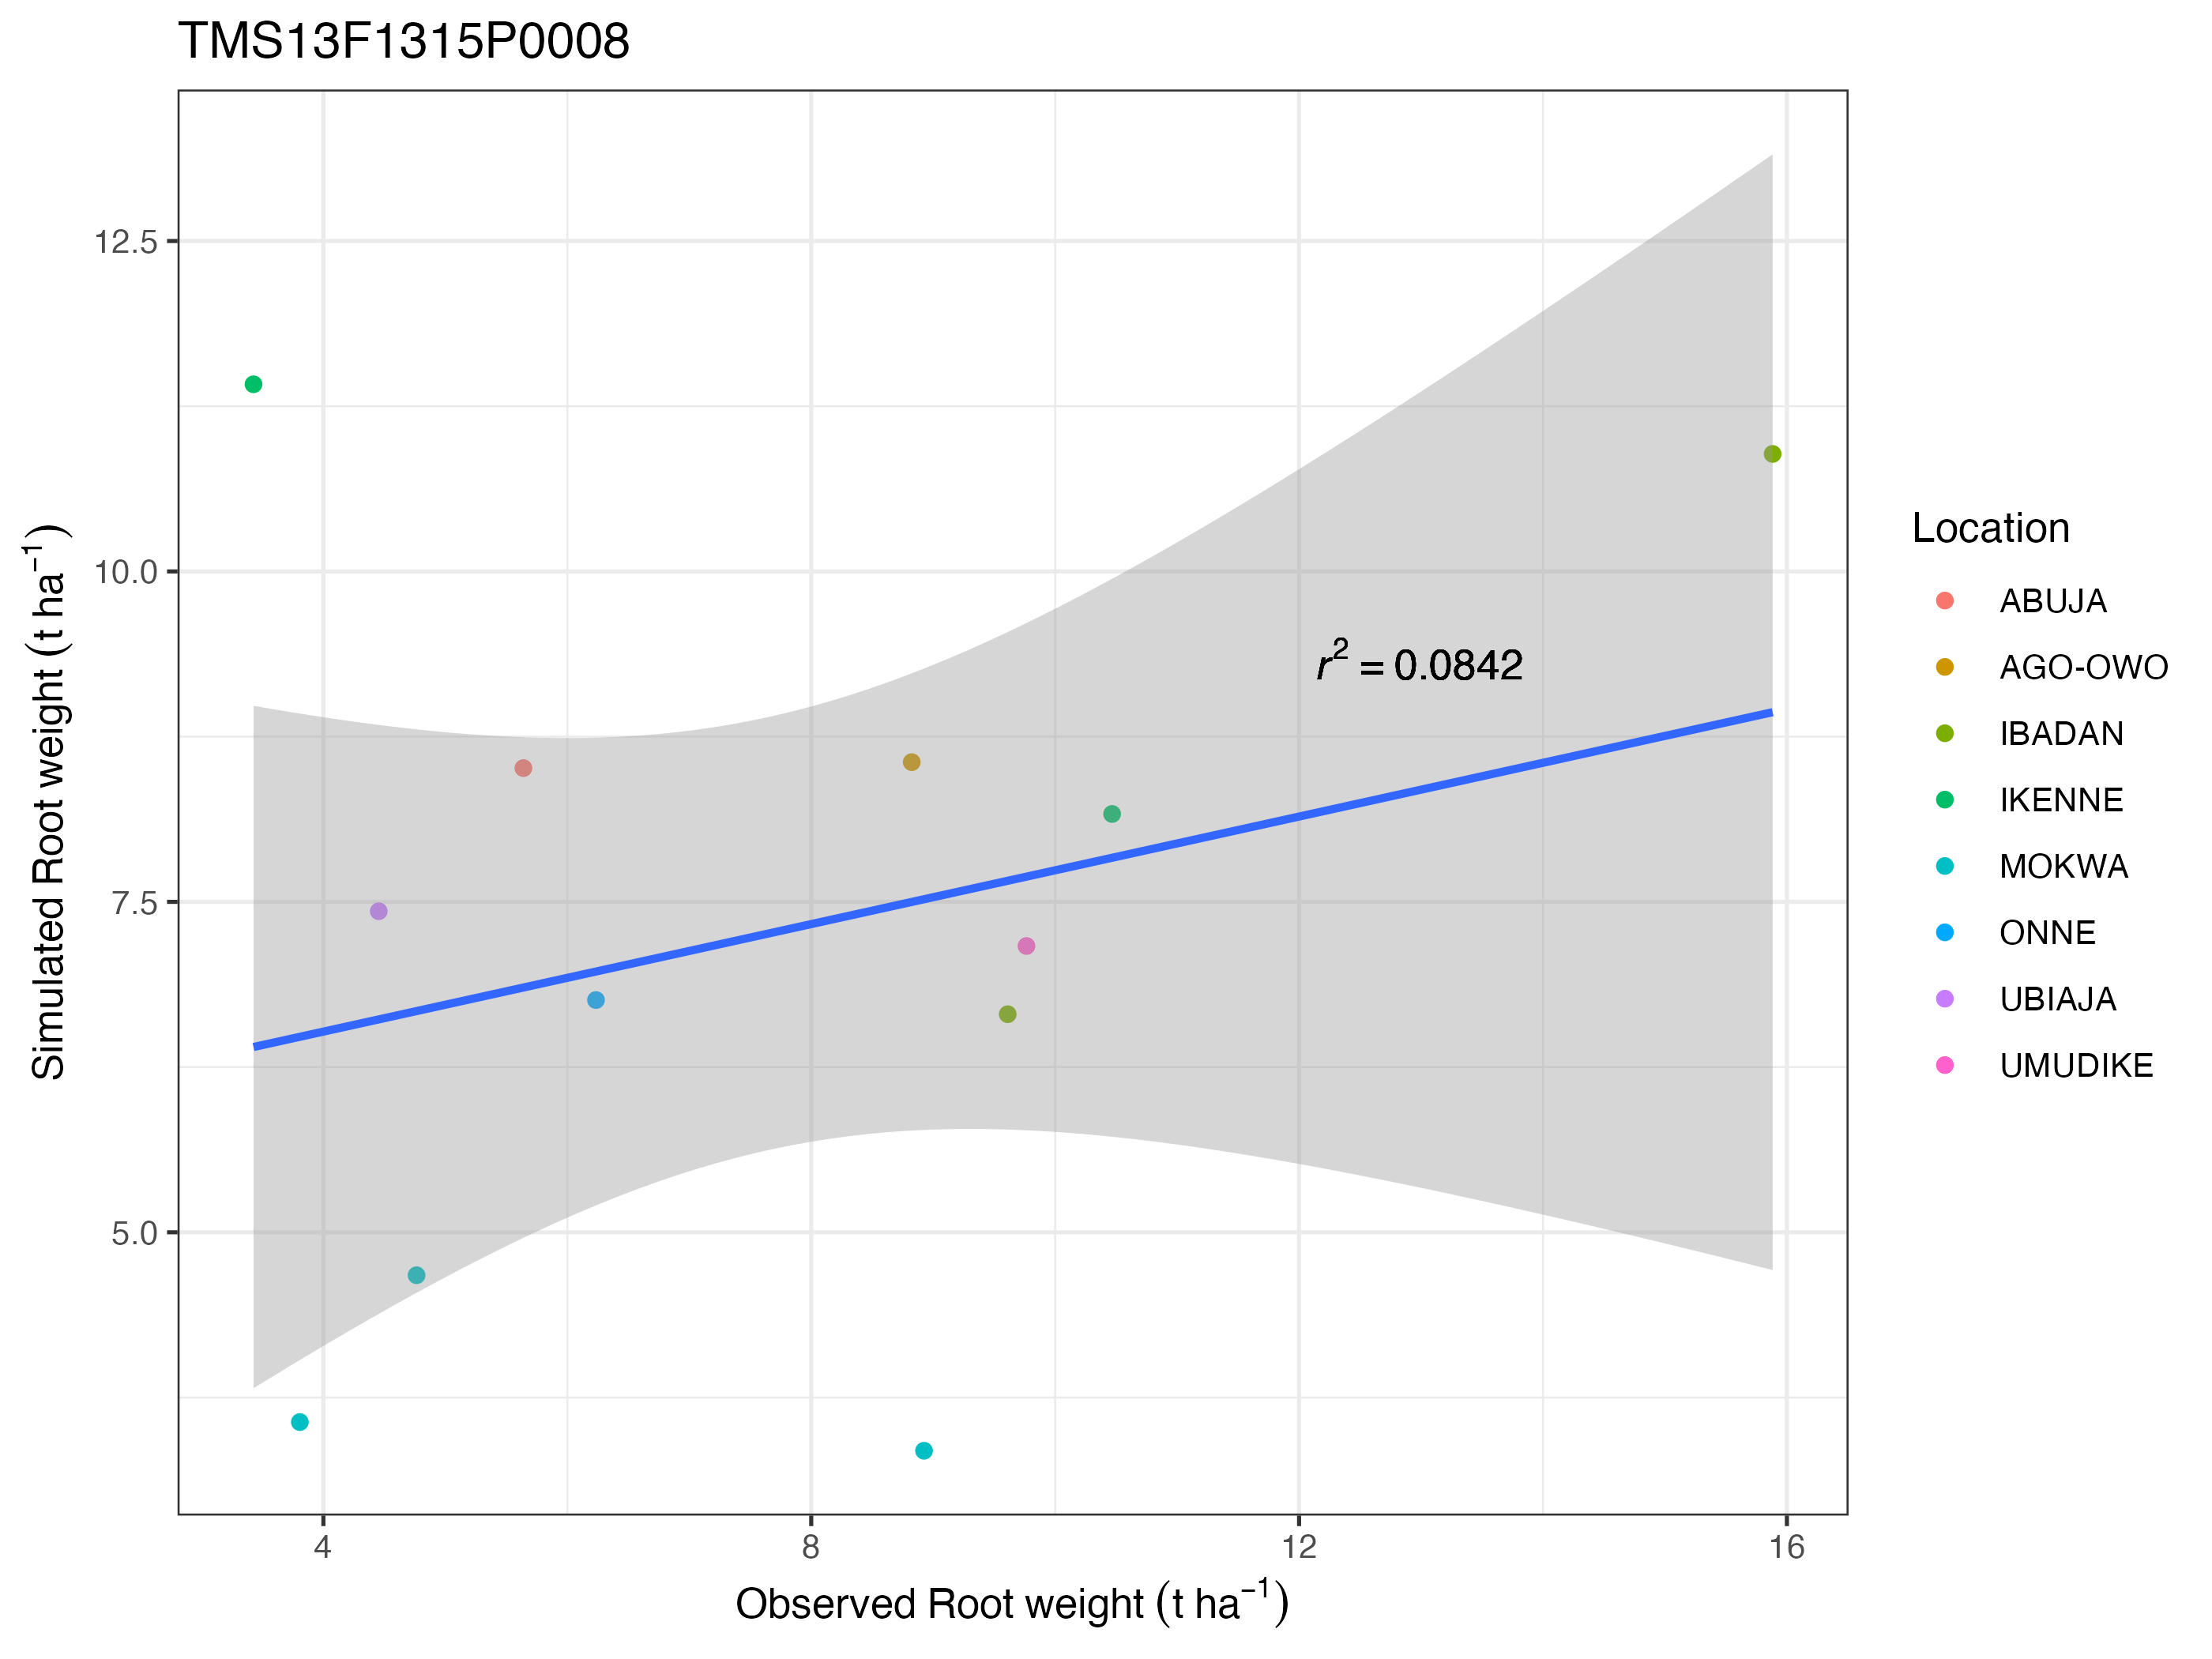 TMS13F1315P0008
12.5
10.0
7.5
5.0
Simulated Root weight (t ha⁻¹)
r² = 0.0842
4 8 12 16
Observed Root weight (t ha⁻¹)
Location
ABUJA
AGO-OWO
IBADAN
IKENNE
MOKWA
ONNE
UBIAJA
UMUDIKE